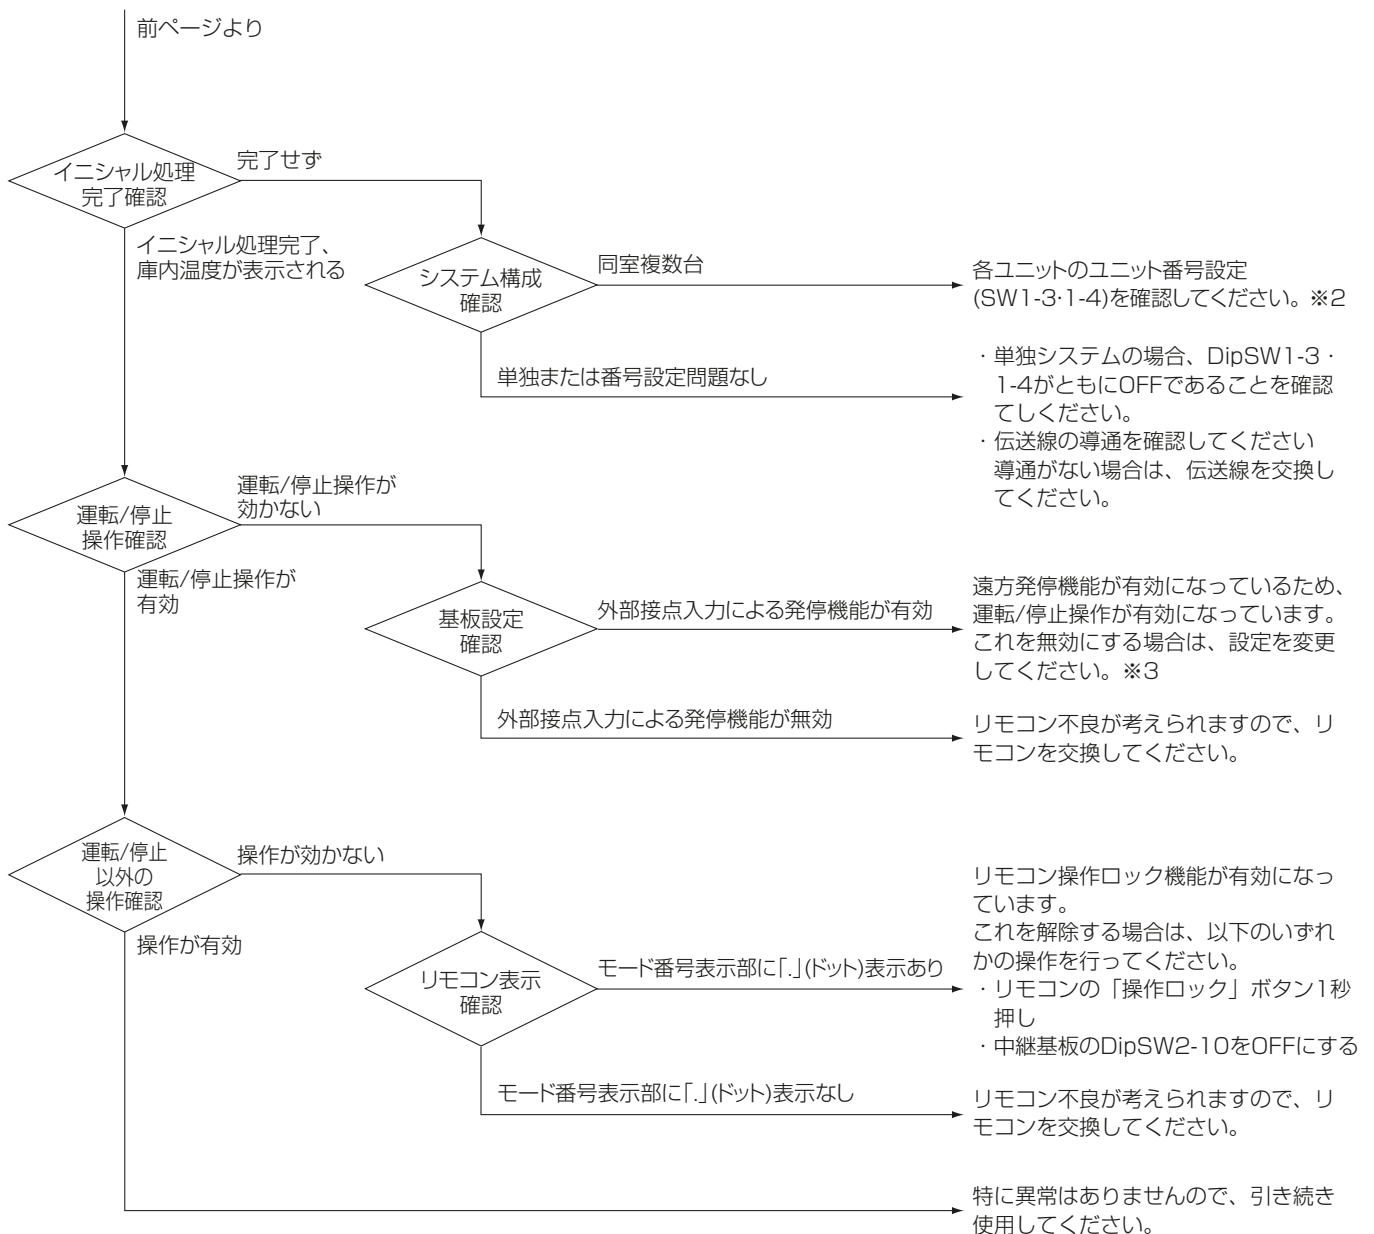 前ページより
イニシャル処理
完了確認
完了せず
イニシャル処理完了、
庫内温度が表示される
システム構成
確認
同室複数台
各ユニットのユニット番号設定
(SW1-3·1-4)を確認してください。※2
単独または番号設定問題なし
・単独システムの場合、DipSW1-3・
1-4がともにOFFであることを確認
てしください。
・伝送線の導通を確認してください
導通がない場合は、伝送線を交換し
てください。
運転/停止
操作確認
運転/停止操作が
効かない
運転/停止操作が
有効
基板設定
確認
外部接点入力による発停機能が有効
遠方発停機能が有効になっているため、
運転/停止操作が有効になっています。
これを無効にする場合は、設定を変更
してください。※3
外部接点入力による発停機能が無効
リモコン不良が考えられますので、リ
モコンを交換してください。
運転/停止
以外の
操作確認
操作が効かない
操作が有効
リモコン表示
確認
モード番号表示部に「.」(ドット)表示あり
リモコン操作ロック機能が有効になっ
ています。
これを解除する場合は、以下のいずれ
かの操作を行ってください。
・リモコンの「操作ロック」ボタン1秒
押し
・中継基板のDipSW2-10をOFFにする
モード番号表示部に「.」(ドット)表示なし
リモコン不良が考えられますので、リ
モコンを交換してください。
特に異常はありませんので、引き続き
使用してください。